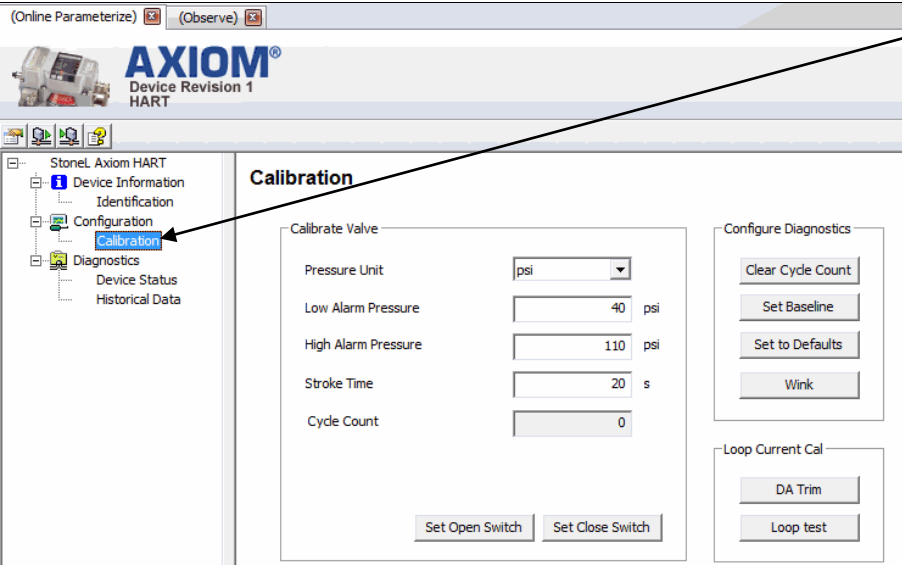 (Online Parameterize) (Observe)
AXIOM®
Device Revision 1
HART
StoneL Axiom HART
Device Information
Identification
Configuration
Calibration
Diagnostics
Device Status
Historical Data
Calibration
Calibrate Valve
Pressure Unit psi
Low Alarm Pressure 40 psi
High Alarm Pressure 110 psi
Stroke Time 20 s
Cycle Count 0
Set Open Switch Set Close Switch
Configure Diagnostics
Clear Cycle Count
Set Baseline
Set to Defaults
Wink
Loop Current Cal
DA Trim
Loop test